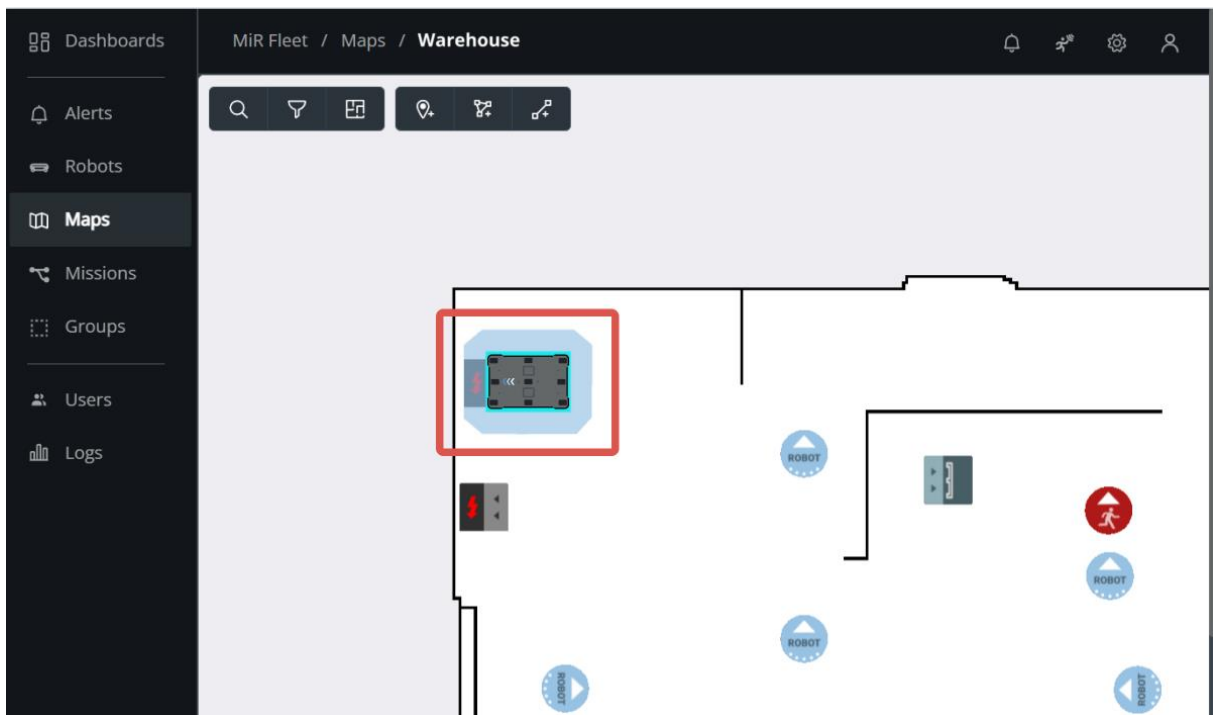 Dashboards
MiR Fleet / Maps / Warehouse
Alerts
Robots
Maps
Missions
Groups
Users
Logs
ROBOT
ROBOT
ROBOT
ROBOT
ROBOT